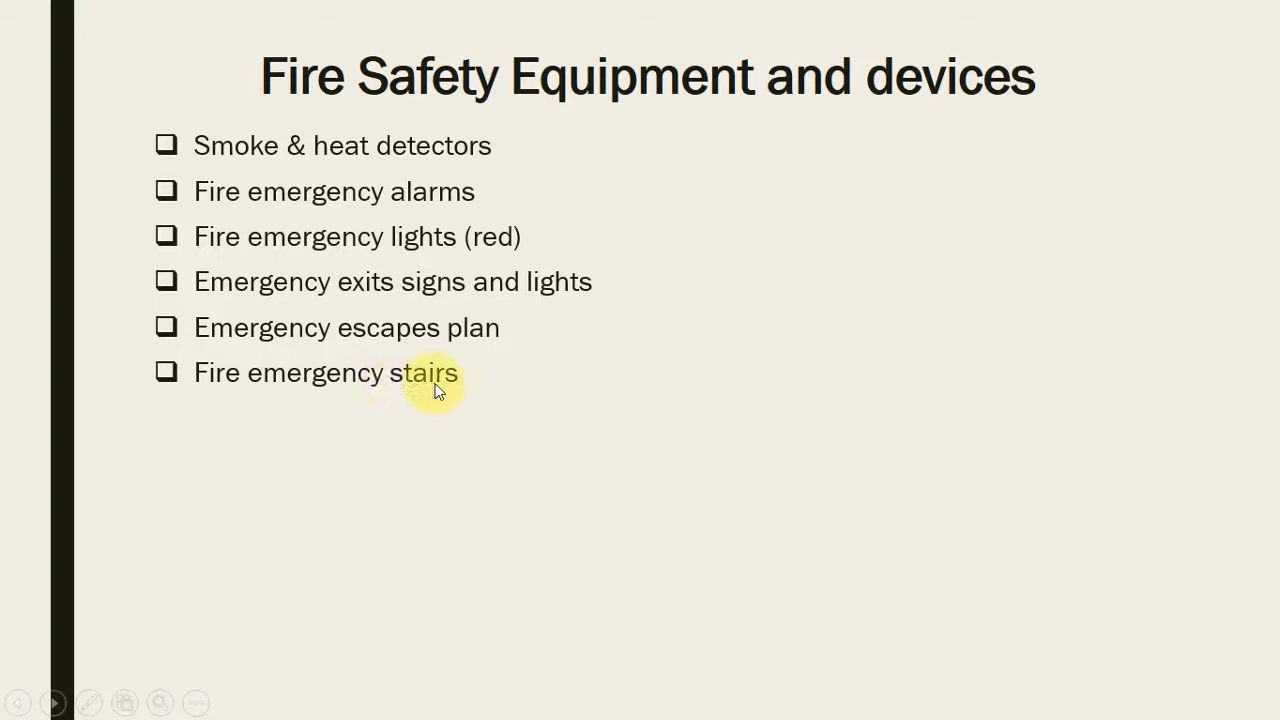 Fire Safety Equipment and devices
Smoke & heat detectors
Fire emergency alarms
Fire emergency lights (red)
Emergency exits signs and lights
Emergency escapes plan
Fire emergency stairs